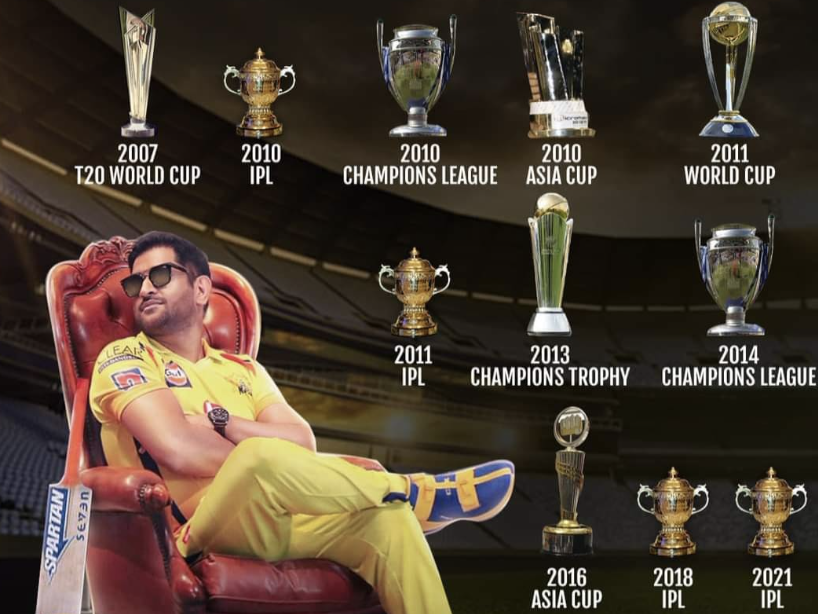 2007
T20 WORLD CUP
2010
IPL
2010
CHAMPIONS LEAGUE
2010
ASIA CUP
2011
WORLD CUP
2011
IPL
2013
CHAMPIONS TROPHY
2014
CHAMPIONS LEAGUE
2016
ASIA CUP
2018
IPL
2021
IPL
SPARTAN
SEVEN